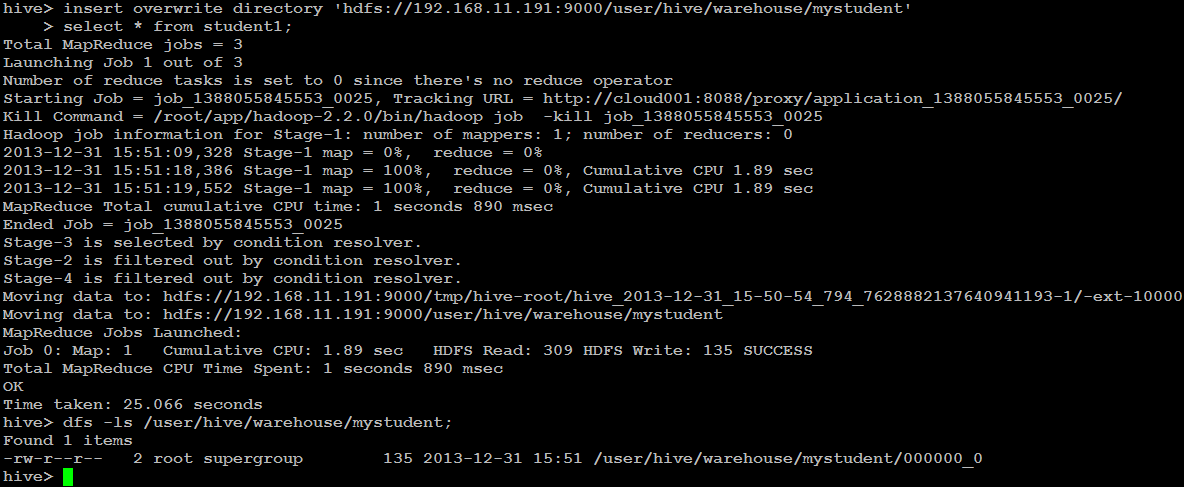 hive> insert overwrite directory 'hdfs://192.168.11.191:9000/user/hive/warehouse/mystudent'
    > select * from student1;
Total MapReduce jobs = 3
Launching Job 1 out of 3
Number of reduce tasks is set to 0 since there's no reduce operator
Starting Job = job_1388055845553_0025, Tracking URL = http://cloud001:8088/proxy/application_1388055845553_0025/
Kill Command = /root/app/hadoop-2.2.0/bin/hadoop job  -kill job_1388055845553_0025
Hadoop job information for Stage-1: number of mappers: 1; number of reducers: 0
2013-12-31 15:51:09,328 Stage-1 map = 0%,  reduce = 0%
2013-12-31 15:51:18,386 Stage-1 map = 100%,  reduce = 0%, Cumulative CPU 1.89 sec
2013-12-31 15:51:19,552 Stage-1 map = 100%,  reduce = 0%, Cumulative CPU 1.89 sec
MapReduce Total cumulative CPU time: 1 seconds 890 msec
Ended Job = job_1388055845553_0025
Stage-3 is selected by condition resolver.
Stage-2 is filtered out by condition resolver.
Stage-4 is filtered out by condition resolver.
Moving data to: hdfs://192.168.11.191:9000/tmp/hive-root/hive_2013-12-31_15-50-54_794_7628882137640941193-1/-ext-10000
Moving data to: hdfs://192.168.11.191:9000/user/hive/warehouse/mystudent
MapReduce Jobs Launched:
Job 0: Map: 1   Cumulative CPU: 1.89 sec   HDFS Read: 309 HDFS Write: 135 SUCCESS
Total MapReduce CPU Time Spent: 1 seconds 890 msec
OK
Time taken: 25.066 seconds
hive> dfs -ls /user/hive/warehouse/mystudent;
Found 1 items
-rw-r--r--   2 root supergroup        135 2013-12-31 15:51 /user/hive/warehouse/mystudent/000000_0
hive>